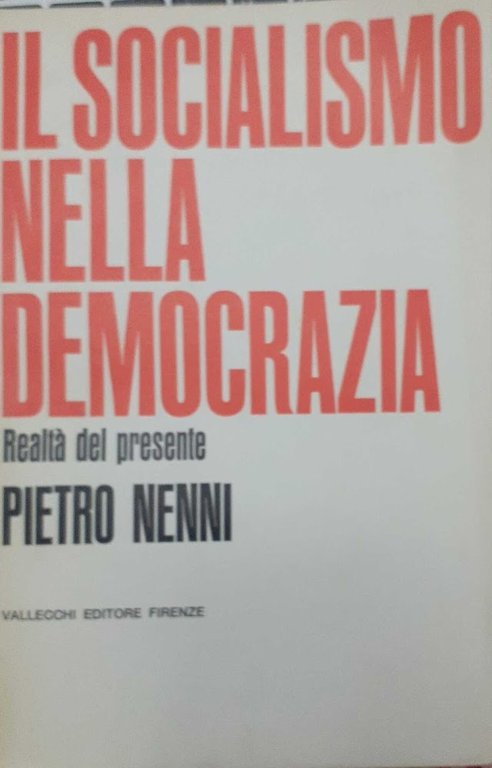 IL SOCIALISMO
NELLA
DEMOCRAZIA
Realtà del presente
PIETRO NENNI
VALLECCHI EDITORE FIRENZE